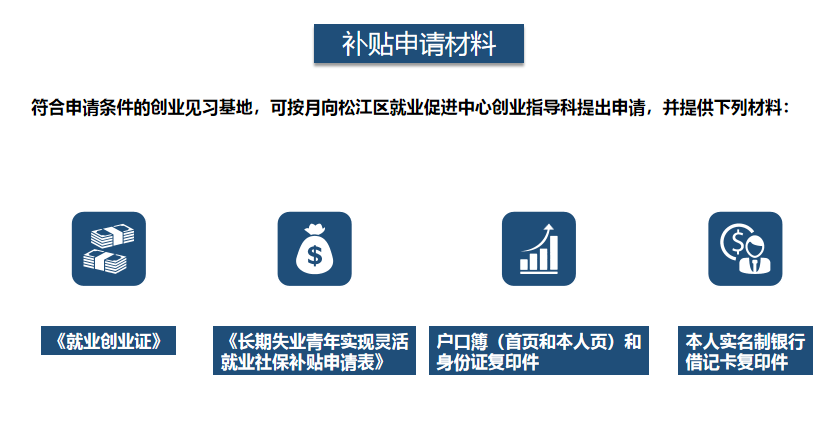 补贴申请材料
符合申请条件的创业见习基地，可按月向松江区就业促进中心创业指导科提出申请，并提供下列材料：
《就业创业证》
《长期失业青年实现灵活
就业社保补贴申请表》
户口簿（首页和本人页）和
身份证复印件
本人实名制银行
借记卡复印件